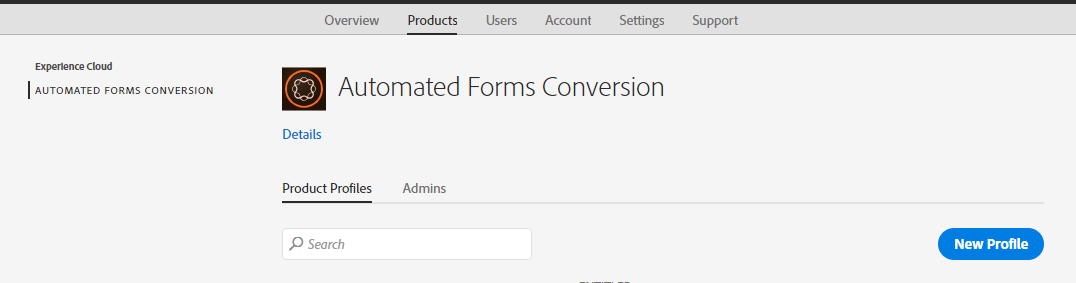 Overview Products Users Account Settings Support
Experience Cloud
AUTOMATED FORMS CONVERSION
Automated Forms Conversion
Details
Product Profiles Admins
Search
New Profile